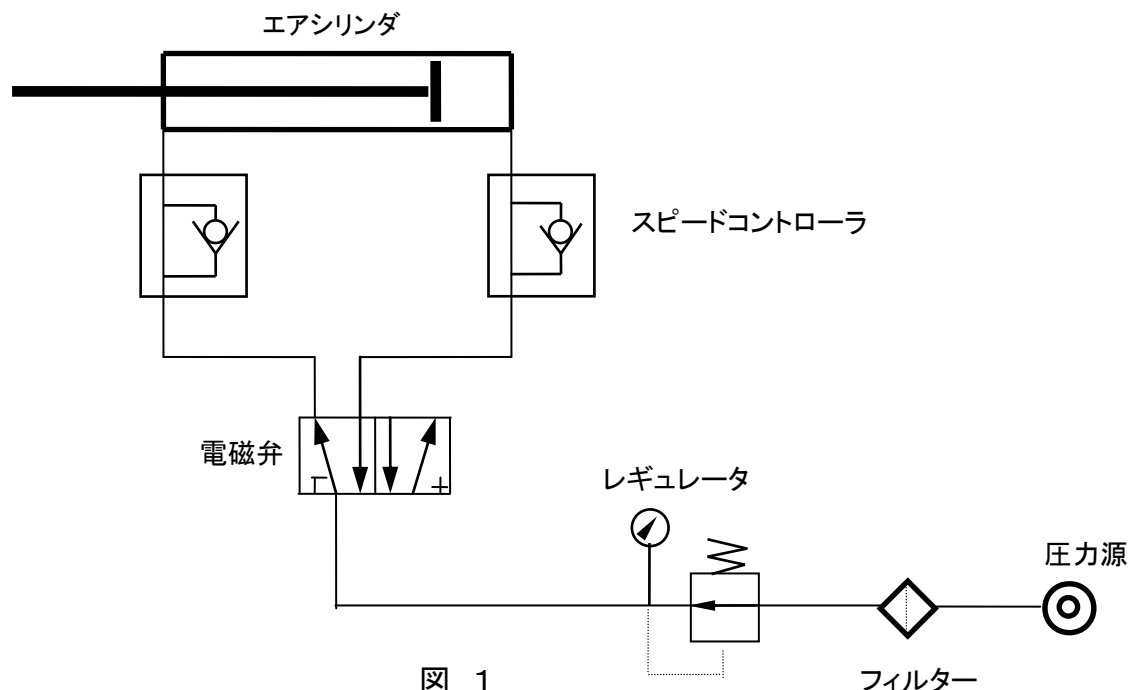 エアシリンダ
スピードコントローラ
電磁弁
レギュレータ
圧力源
フィルター
図 1